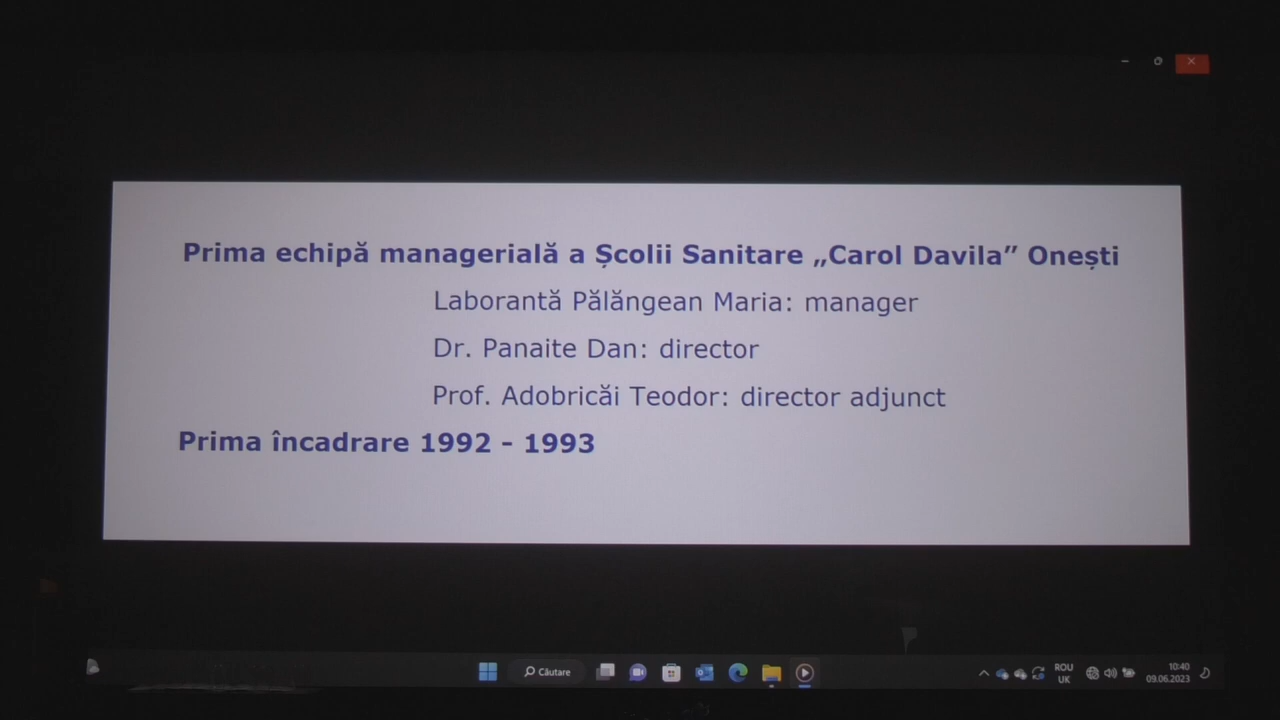 Prima echipă managerială a Școlii Sanitare „Carol Davila” Onești
Laborantă Pălăngean Maria: manager
Dr. Panaite Dan: director
Prof. Adobricăi Teodor: director adjunct
Prima încadrare 1992 - 1993
Căutare
ROU
UK
10:40
09.06.2023